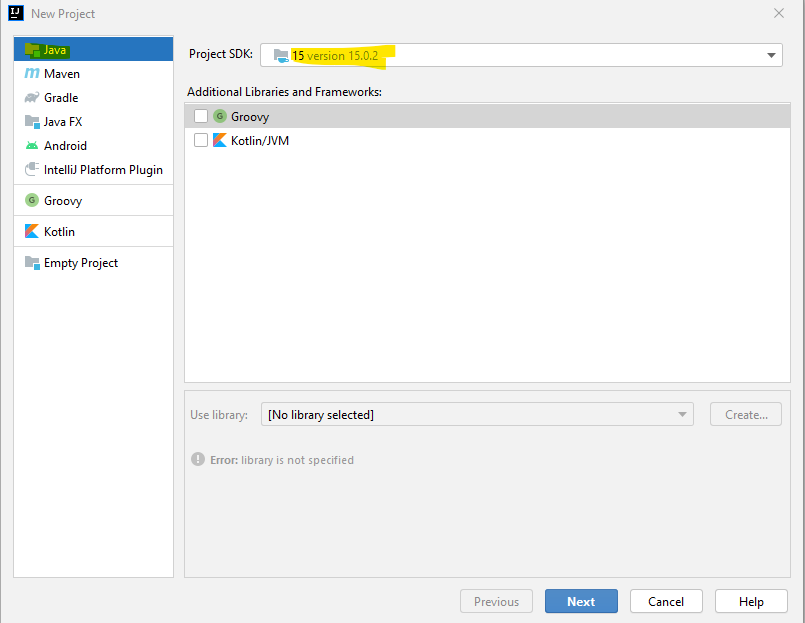 IJ
New Project
Java
Maven
Gradle
Java FX
Android
IntelliJ Platform Plugin
Groovy
Kotlin
Empty Project
Project SDK: 15 version 15.0.2
Additional Libraries and Frameworks:
G Groovy
Kotlin/JVM
Use library: [No library selected] Create...
Error: library is not specified
Previous Next Cancel Help